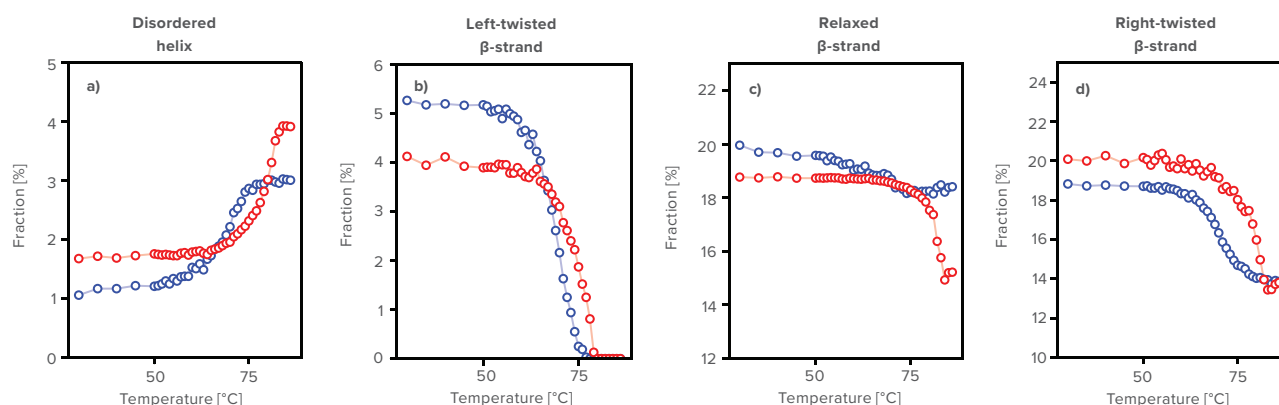 Disordered
helix
a)
5
4
3
2
1
0
Fraction [%]
50
75
Temperature [°C]
Left-twisted
β-strand
b)
6
5
4
3
2
1
0
Fraction [%]
50
75
Temperature [°C]
Relaxed
β-strand
c)
22
20
18
16
14
12
Fraction [%]
50
75
Temperature [°C]
Right-twisted
β-strand
d)
24
22
20
18
16
14
12
10
Fraction [%]
50
75
Temperature [°C]